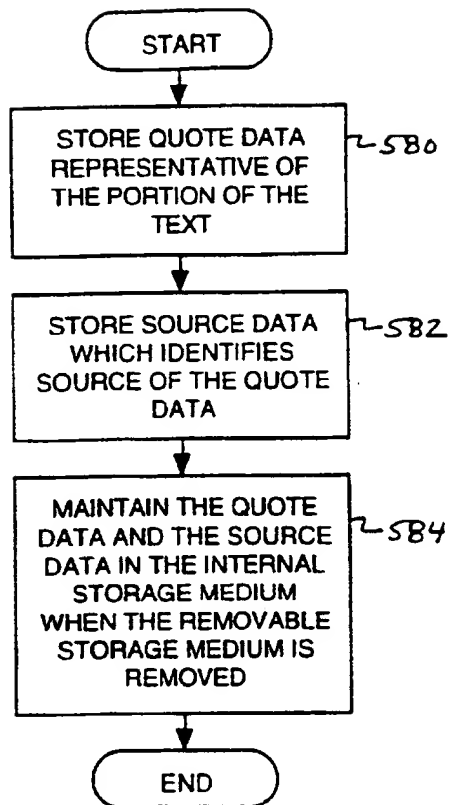 START
STORE QUOTE DATA
REPRESENTATIVE OF
THE PORTION OF THE
TEXT
580
STORE SOURCE DATA
WHICH IDENTIFIES
SOURCE OF THE QUOTE
DATA
582
MAINTAIN THE QUOTE
DATA AND THE SOURCE
DATA IN THE INTERNAL
STORAGE MEDIUM
WHEN THE REMOVABLE
STORAGE MEDIUM IS
REMOVED
584
END